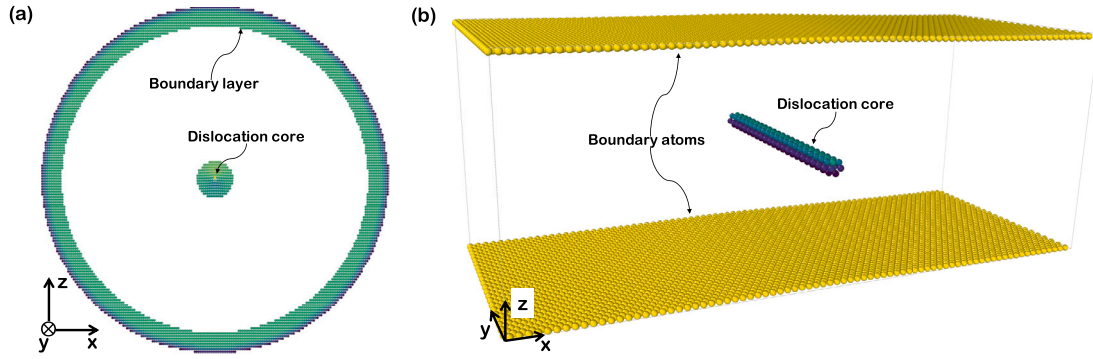 (a)
Boundary layer
Dislocation core
z
y
x
(b)
Dislocation core
Boundary atoms
z
y
x